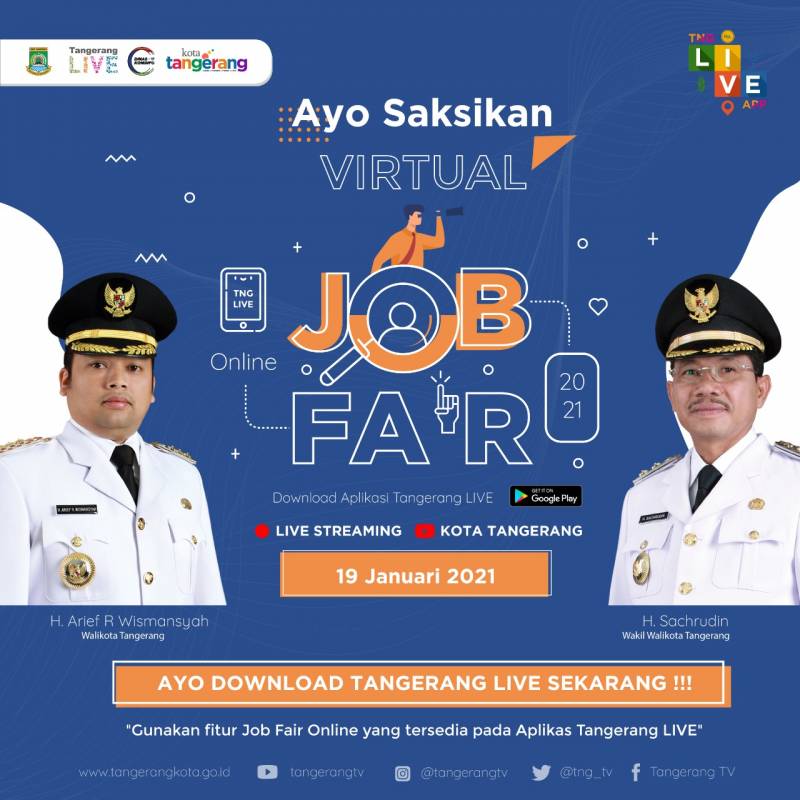 Tangerang
LIVE
kota
tangerang
TNG
LIVE
APP
Ayo Saksikan
VIRTUAL
JOB
FAIR
TNG
LIVE
Online
20
21
Download Aplikasi Tangerang LIVE
GET IT ON
Google Play
LIVE STREAMING
KOTA TANGERANG
19 Januari 2021
H. Arief R Wismansyah
Walikota Tangerang
H. Sachrudin
Wakil Walikota Tangerang
AYO DOWNLOAD TANGERANG LIVE SEKARANG !!!
"Gunakan fitur Job Fair Online yang tersedia pada Aplikas Tangerang LIVE"
www.tangerangkota.go.id
tangerangtv
@tangerangtv
@tng_tv
Tangerang TV